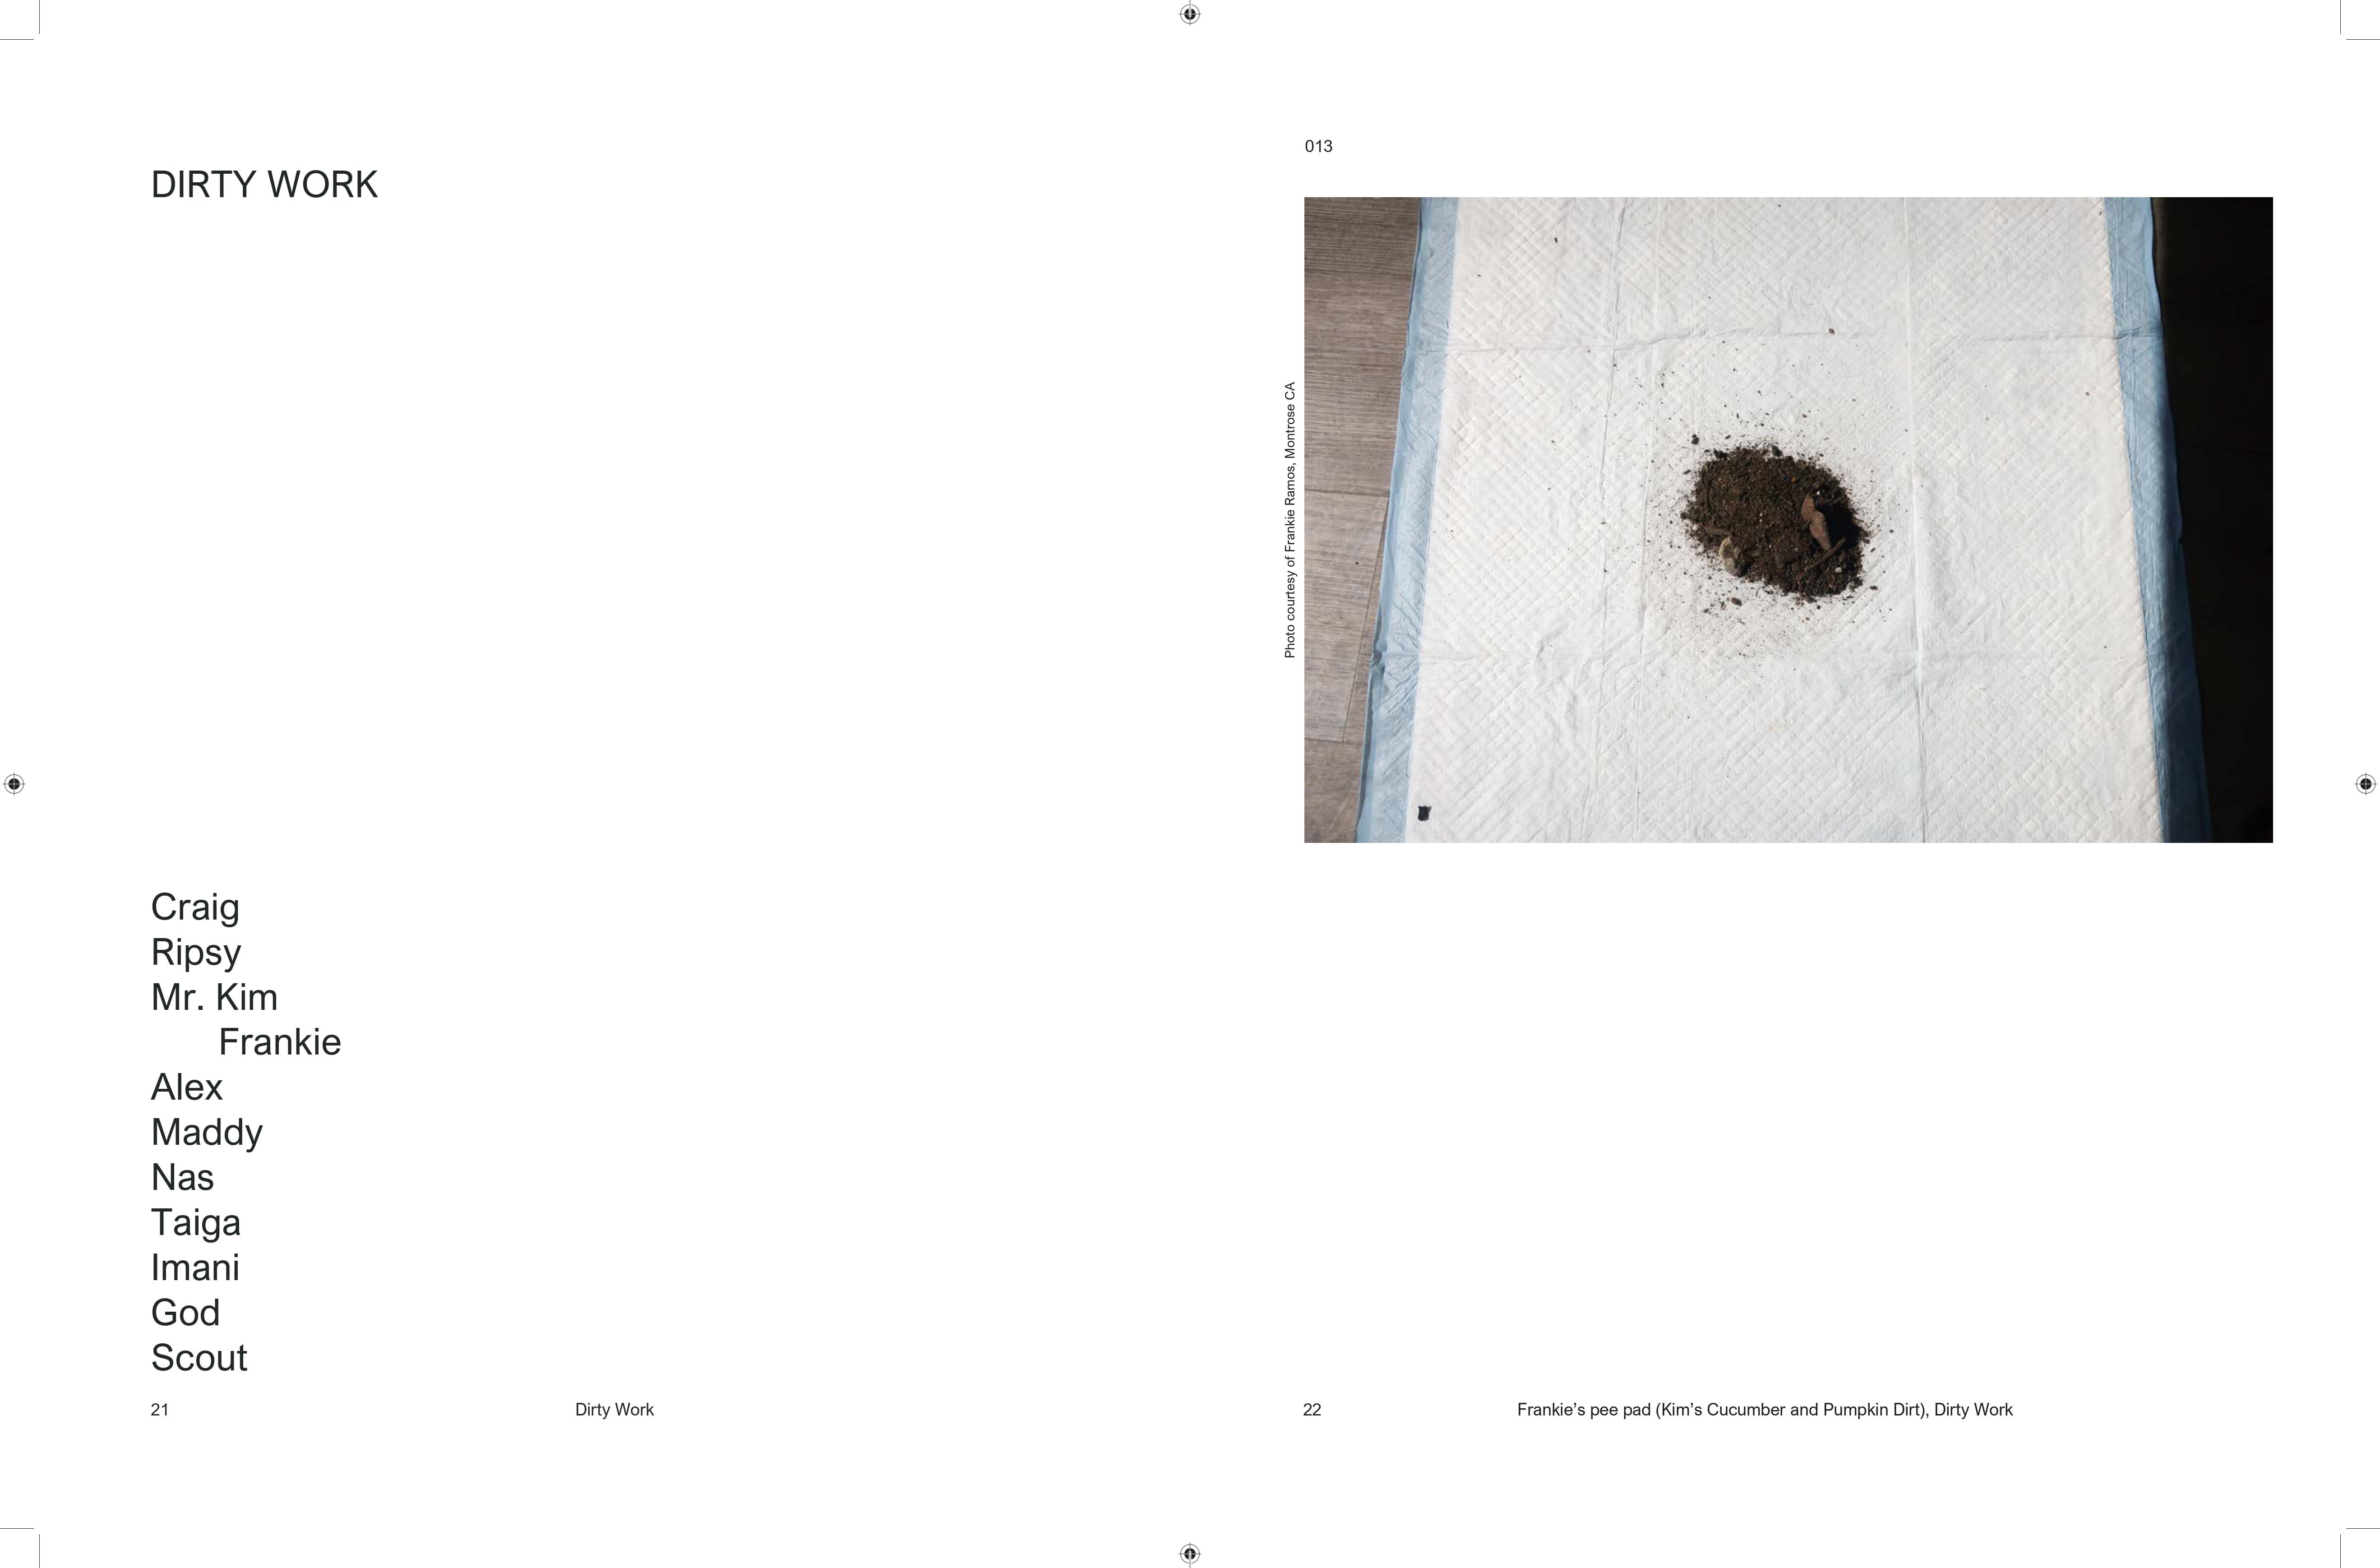 DIRTY WORK
Craig
Ripsy
Mr. Kim
Frankie
Alex
Maddy
Nas
Taiga
Imani
God
Scout
21
Dirty Work
013
Photo courtesy of Frankie Ramos, Montrose CA
22
Frankie’s pee pad (Kim’s Cucumber and Pumpkin Dirt), Dirty Work